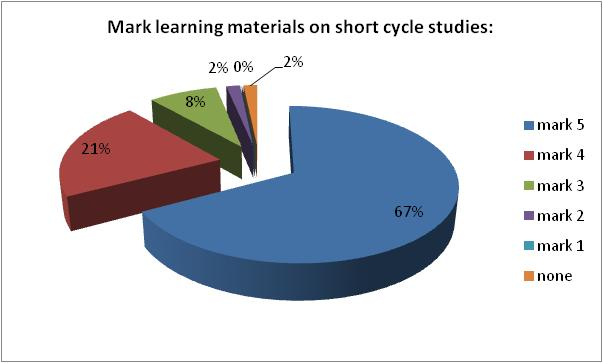 Mark learning materials on short cycle studies:
2% 0% 2%
8%
21%
67%
mark 5
mark 4
mark 3
mark 2
mark 1
none